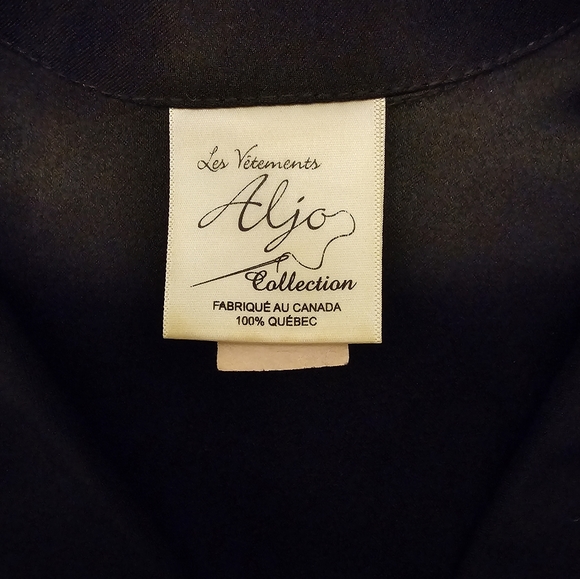 Les Vêtements
Aljo
Collection
FABRIQUÉ AU CANADA
100% QUÉBEC